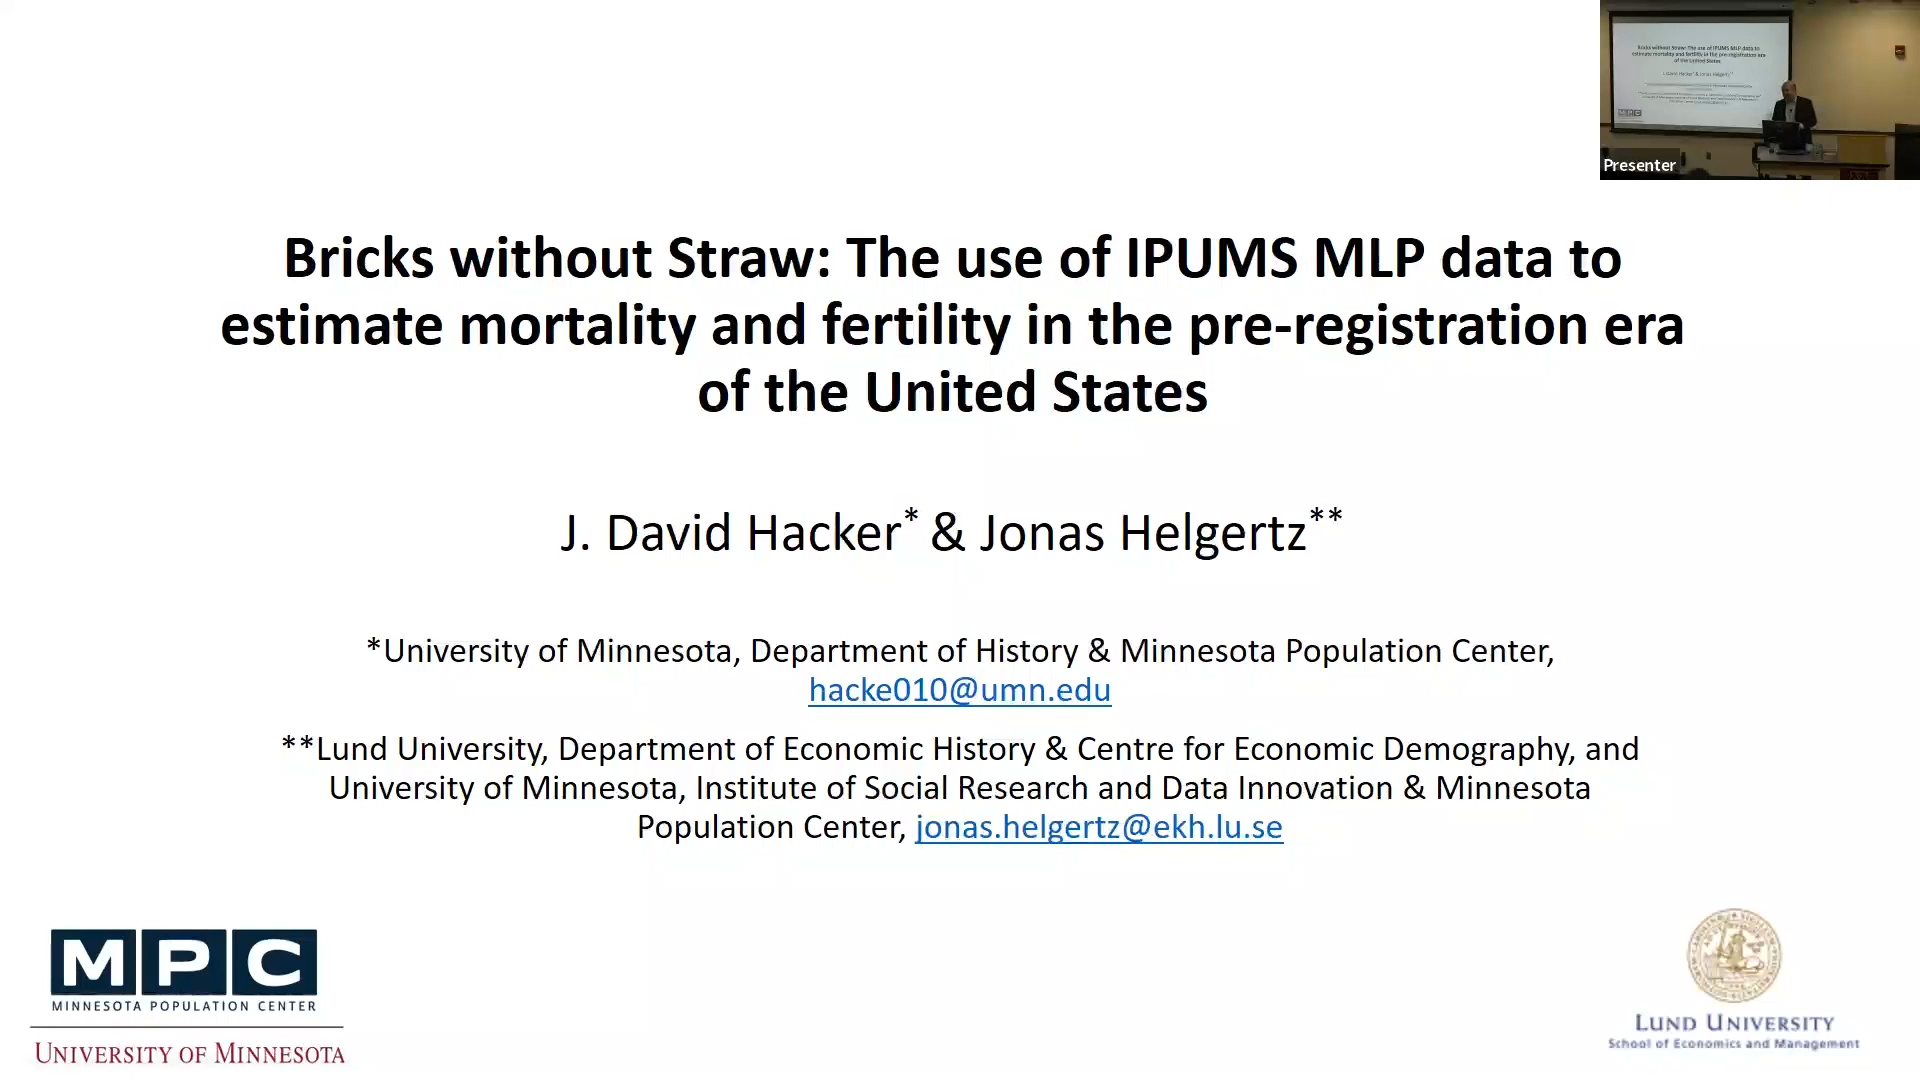 Presenter
Bricks without Straw: The use of IPUMS MLP data to
estimate mortality and fertility in the pre-registration era
of the United States
J. David Hacker* & Jonas Helgertz**
*University of Minnesota, Department of History & Minnesota Population Center,
hacke010@umn.edu
**Lund University, Department of Economic History & Centre for Economic Demography, and
University of Minnesota, Institute of Social Research and Data Innovation & Minnesota
Population Center, jonas.helgertz@ekh.lu.se
MPC
MINNESOTA POPULATION CENTER
UNIVERSITY OF MINNESOTA
LUND UNIVERSITY
School of Economics and Management